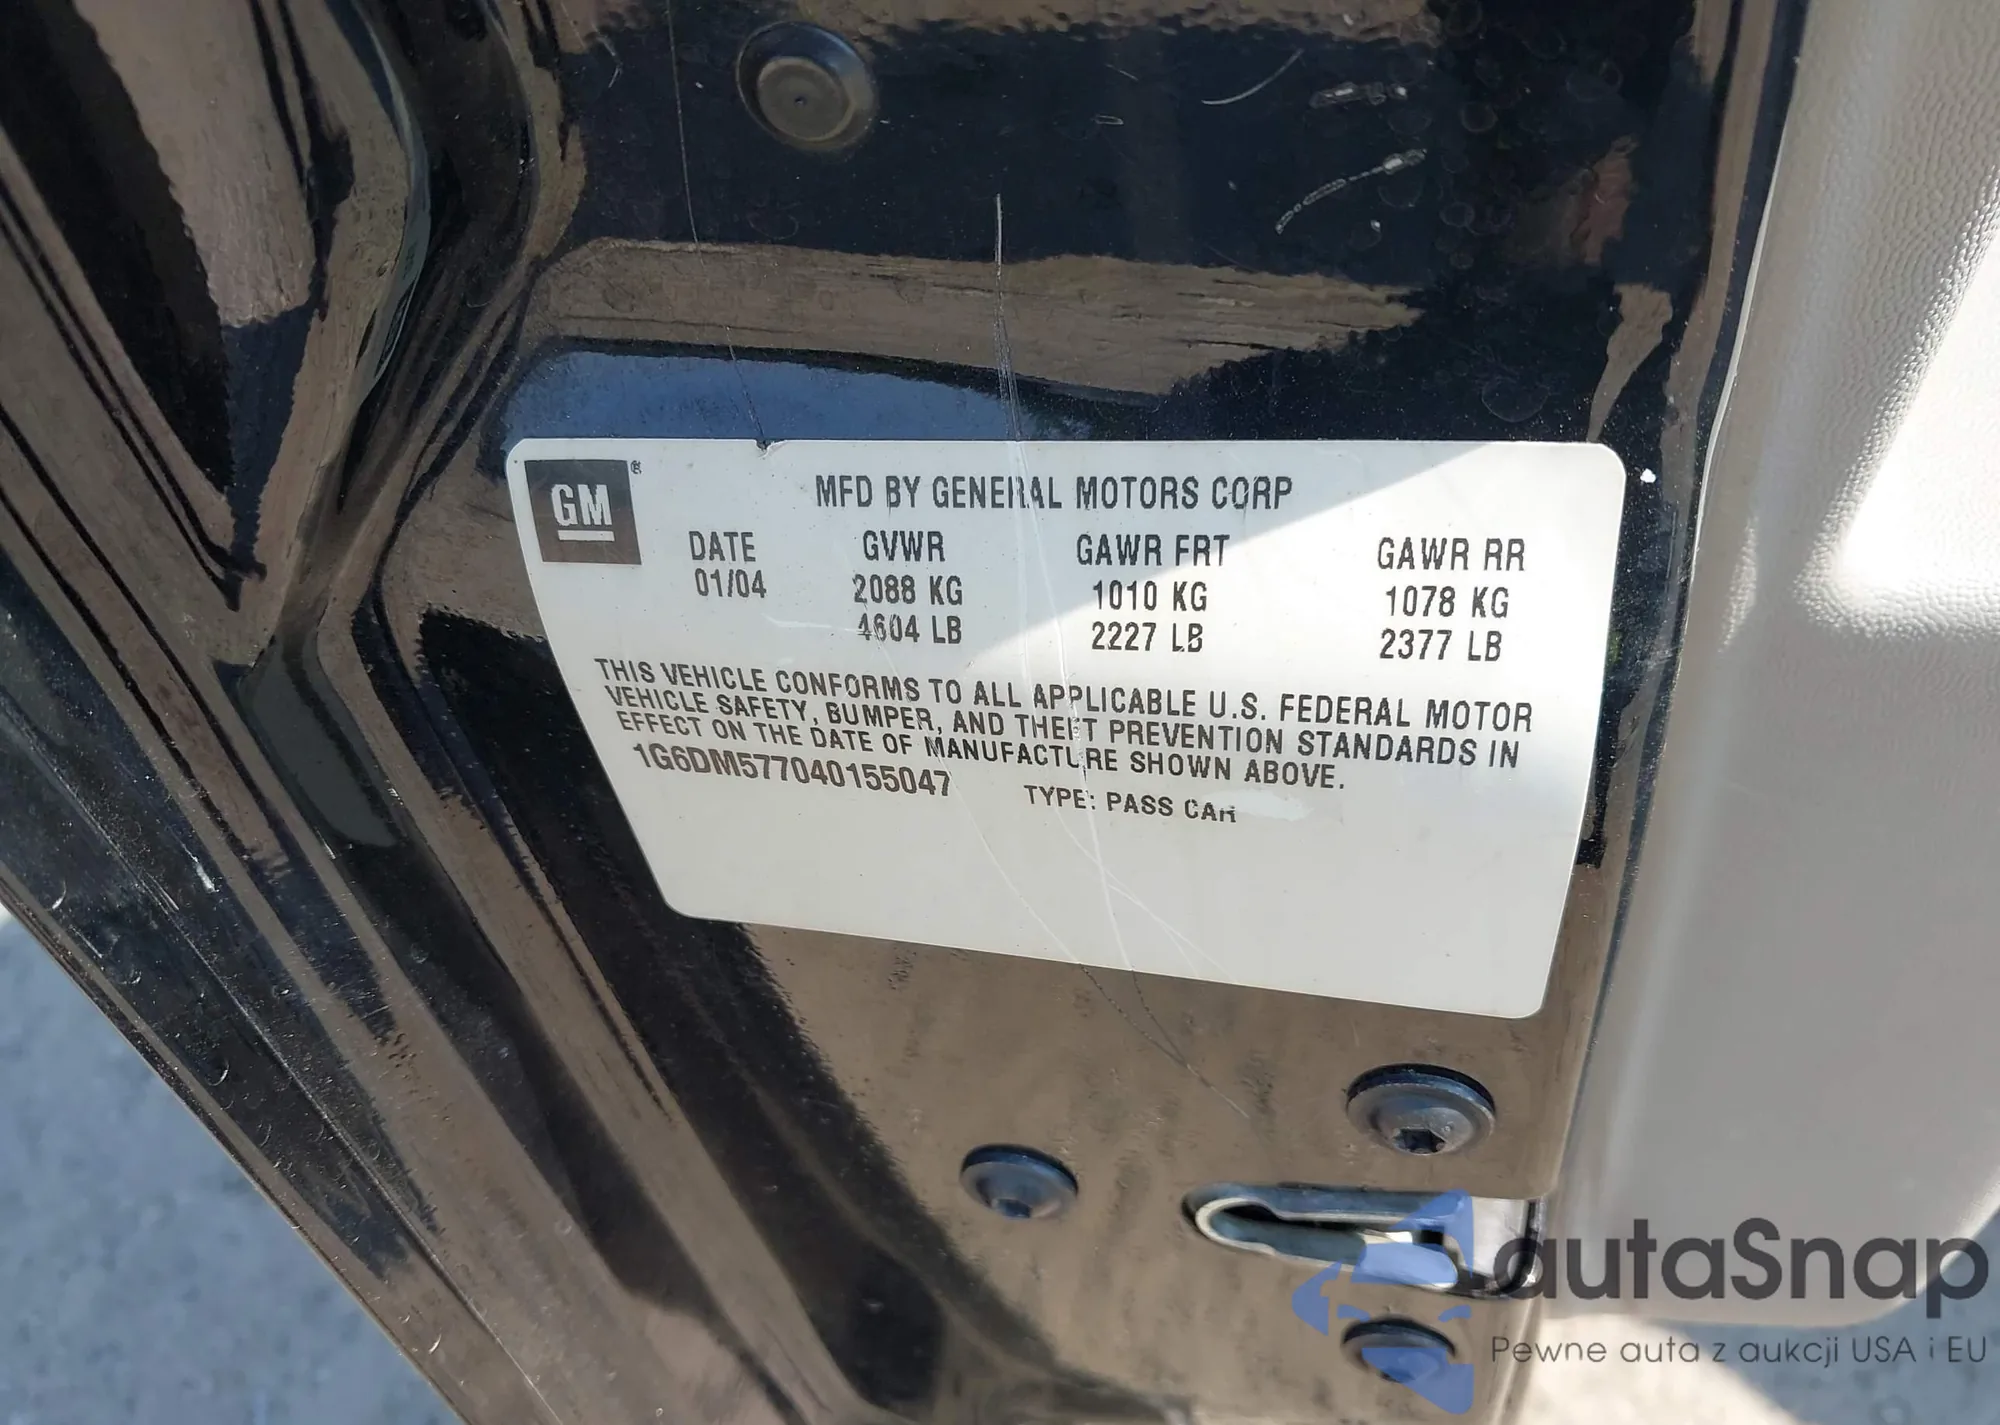 GM ®
MFD BY GENERAL MOTORS CORP
DATE GVWR GAWR FRT GAWR RR
01/04 2088 KG 1010 KG 1078 KG
4604 LB 2227 LB 2377 LB
THIS VEHICLE CONFORMS TO ALL APPLICABLE U.S. FEDERAL MOTOR
VEHICLE SAFETY, BUMPER, AND THEFT PREVENTION STANDARDS IN
EFFECT ON THE DATE OF MANUFACTURE SHOWN ABOVE.
1G6DM577040155047 TYPE: PASS CAR
autaSnap
Pewne auta z aukcji USA i EU